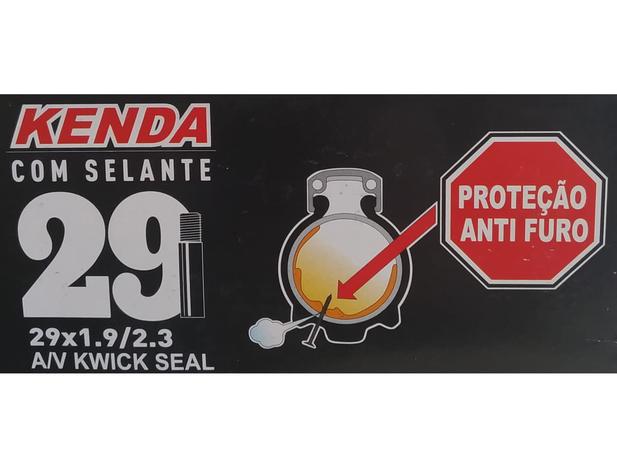 KENDA
COM SELANTE
29
29x1.9/2.3
A/V KWICK SEAL
PROTEÇÃO
ANTI FURO